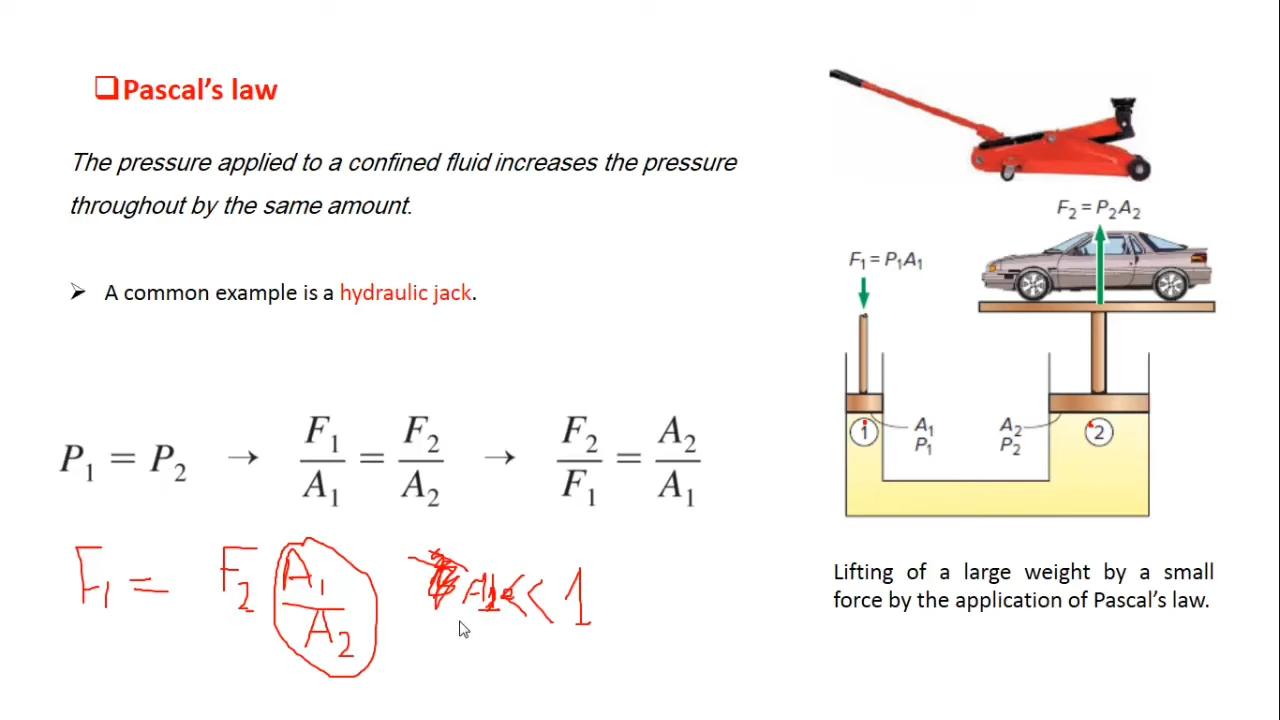 Pascal's law
The pressure applied to a confined fluid increases the pressure
throughout by the same amount.
A common example is a hydraulic jack.
P₁ = P₂ → F₁/A₁ = F₂/A₂ → F₂/F₁ = A₂/A₁
F₁ = F₂ A₁/A₂ << 1
F₂ = P₂A₂
F₁ = P₁A₁
1
A₁
P₁
A₂
P₂
2
Lifting of a large weight by a small
force by the application of Pascal's law.